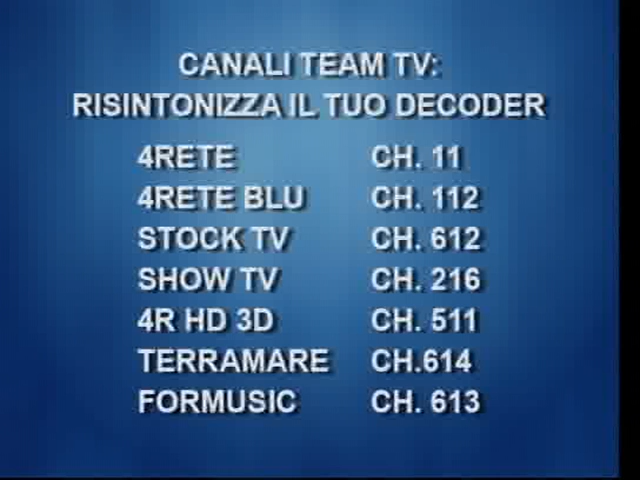 CANALI TEAM TV:
RISINTONIZZA IL TUO DECODER
4RETE CH. 11
4RETE BLU CH. 112
STOCK TV CH. 612
SHOW TV CH. 216
4R HD 3D CH. 511
TERRAMARE CH.614
FORMUSIC CH. 613